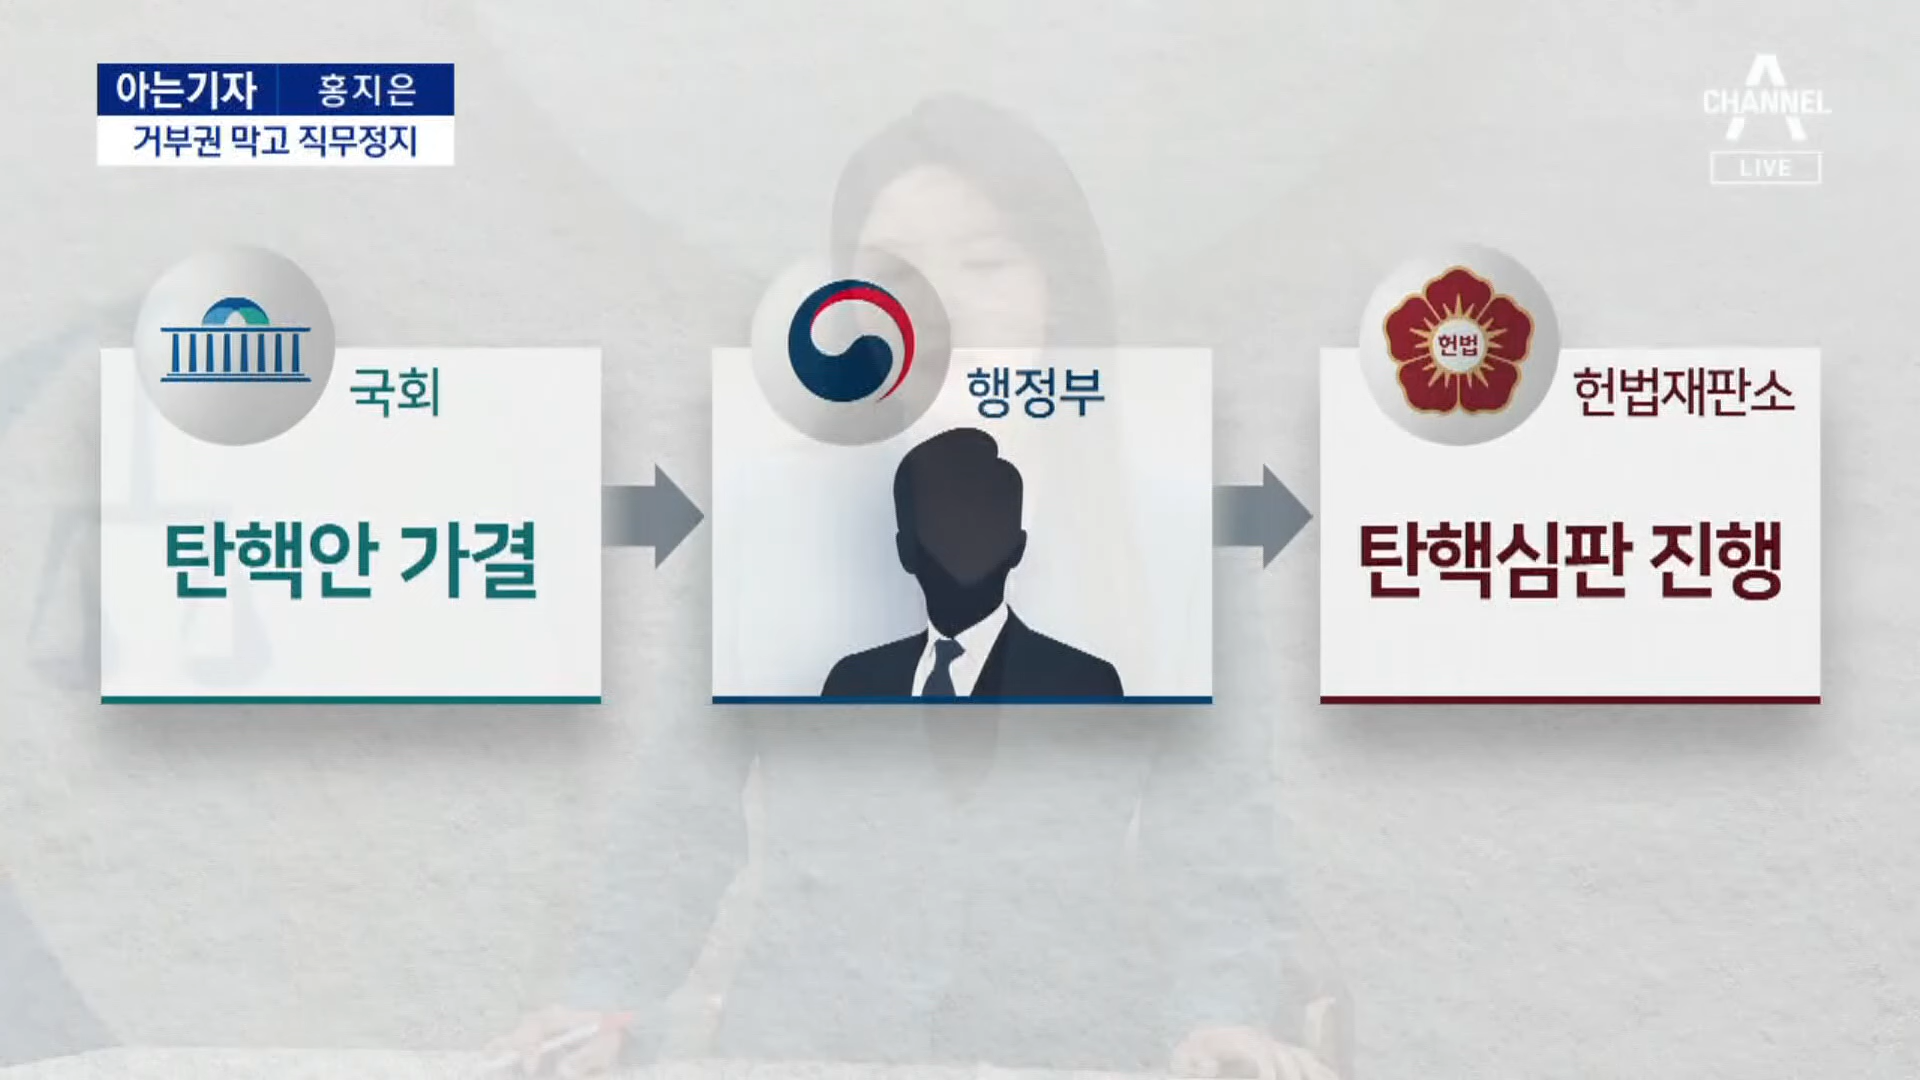 아는기자 홍지은
거부권 막고 직무정지
CHANNEL A
LIVE
국회
탄핵안 가결
행정부
헌법
헌법재판소
탄핵심판 진행